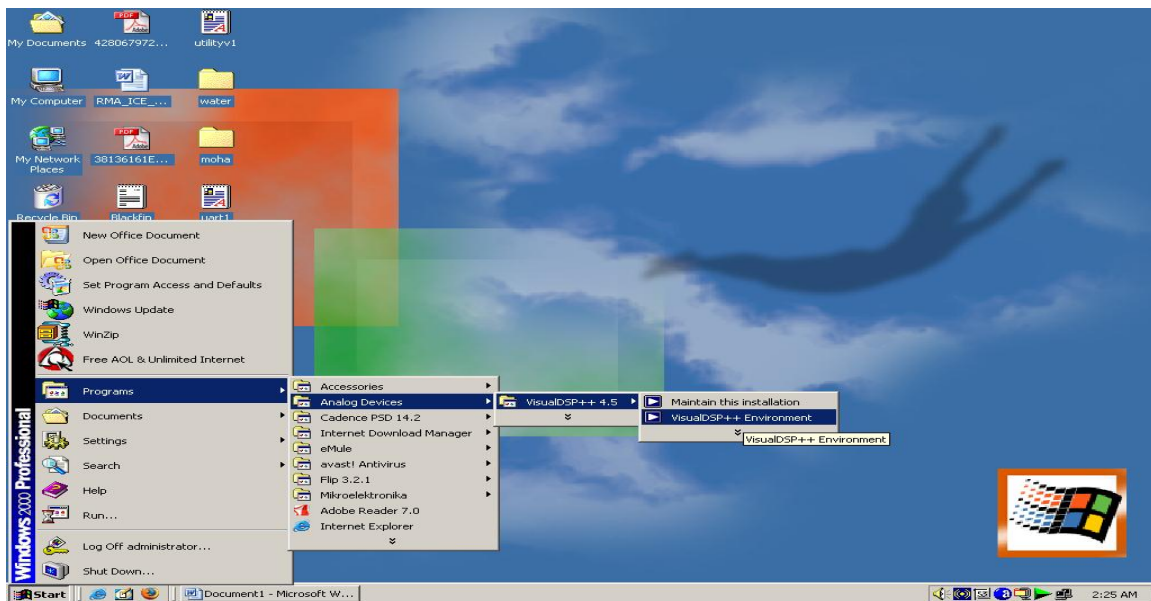 My Documents 428067972... utilityv1
My Computer RMA_ICE_... water
My Network Places 38136161E... moha
Recycle Bin Blackfin uart1
Windows 2000 Professional
New Office Document
Open Office Document
Set Program Access and Defaults
Windows Update
WinZip
Free AOL & Unlimited Internet
Programs
Documents
Settings
Search
Help
Run...
Log Off administrator...
Shut Down...
Accessories
Analog Devices
Cadence PSD 14.2
Internet Download Manager
eMule
avast! Antivirus
Flip 3.2.1
Mikroelektronika
Adobe Reader 7.0
Internet Explorer
VisualDSP++ 4.5
Maintain this installation
VisualDSP++ Environment
VisualDSP++ Environment
Start
Document1 - Microsoft W...
2:25 AM